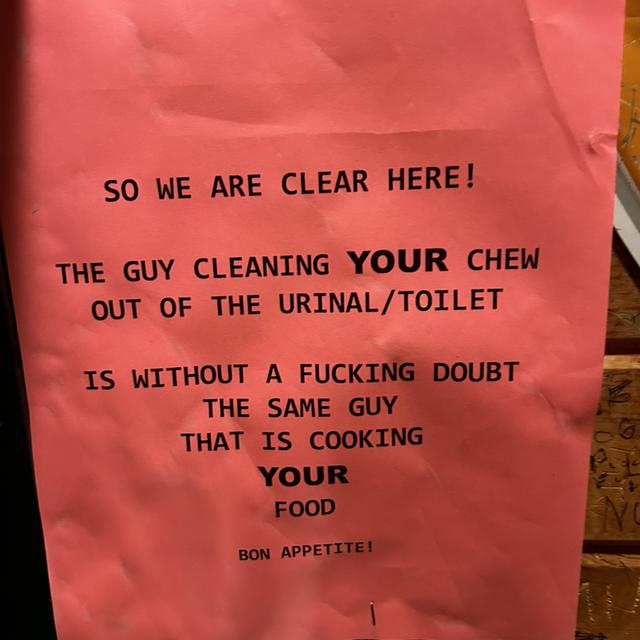 SO WE ARE CLEAR HERE!
THE GUY CLEANING YOUR CHEW
OUT OF THE URINAL/TOILET
IS WITHOUT A FUCKING DOUBT
THE SAME GUY
THAT IS COOKING
YOUR
FOOD
BON APPETITE!